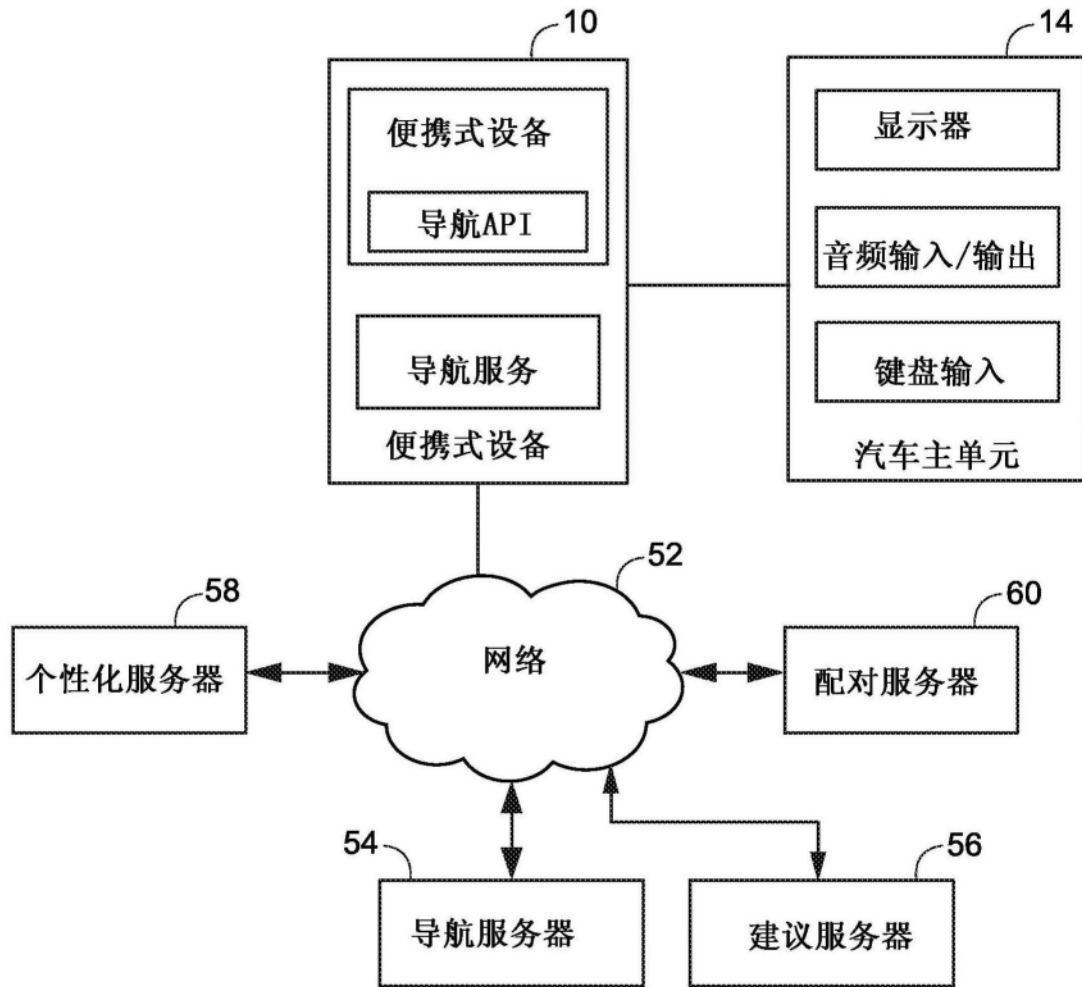 10
便携式设备
导航API
导航服务
便携式设备
14
显示器
音频输入/输出
键盘输入
汽车主单元
52
网络
58
个性化服务器
60
配对服务器
54
导航服务器
56
建议服务器